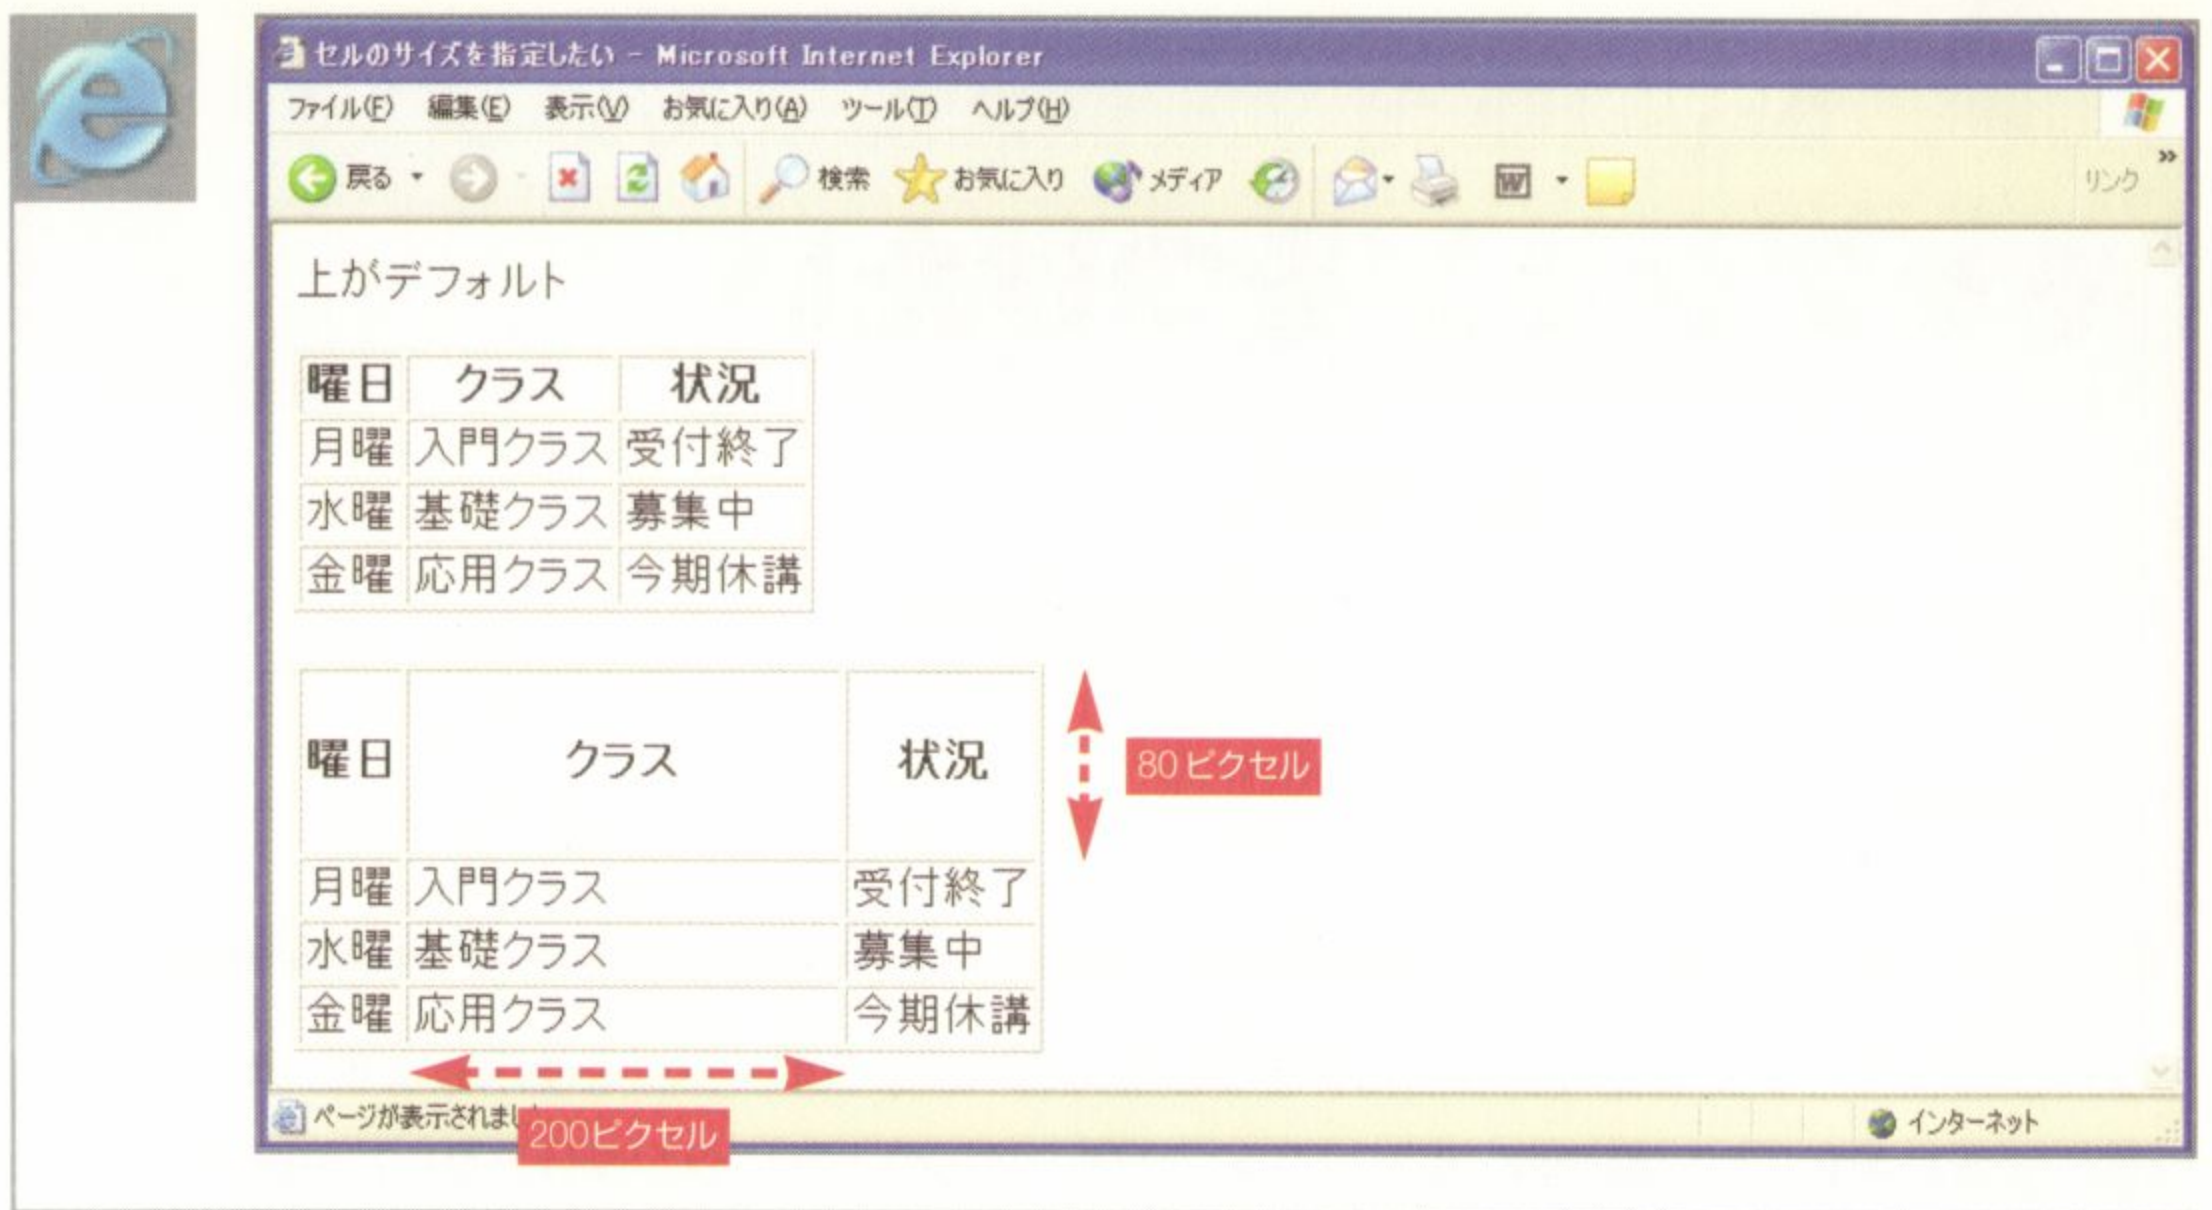 セルのサイズを指定したい - Microsoft Internet Explorer
ファイル(F) 編集(E) 表示(V) お気に入り(A) ツール(T) ヘルプ(H)
戻る 検索 お気に入り メディア リンク »
上がデフォルト
曜日 クラス 状況
月曜 入門クラス 受付終了
水曜 基礎クラス 募集中
金曜 応用クラス 今期休講
曜日 クラス 状況
80ピクセル
月曜 入門クラス 受付終了
水曜 基礎クラス 募集中
金曜 応用クラス 今期休講
ページが表示されまし インターネット
200ピクセル